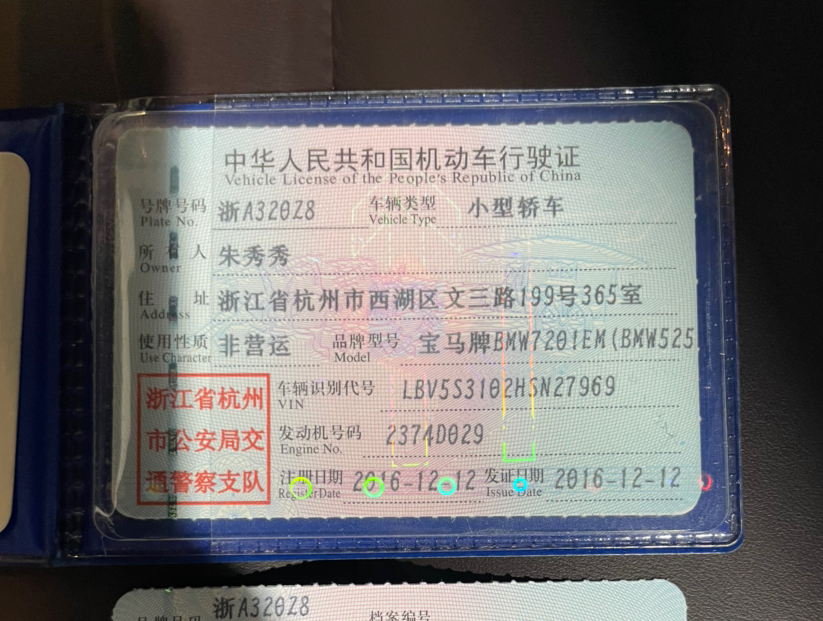 中华人民共和国机动车行驶证
Vehicle License of the People's Republic of China
号牌号码 浙A320Z8 车辆类型 小型轿车
Plate No. Vehicle Type
所有人 朱秀秀
Owner
住址 浙江省杭州市西湖区文三路199号365室
Address
使用性质 非营运 品牌型号 宝马牌BMW7201EM(BMW525
Use Character Model
浙江省杭州
市公安局交
通警察支队
车辆识别代号 LBV5S3102HSN27969
VIN
发动机号码 2374D029
Engine No.
注册日期 2016-12-12 发证日期 2016-12-12
Register Date Issue Date
号牌号码 浙A320Z8 档案编号